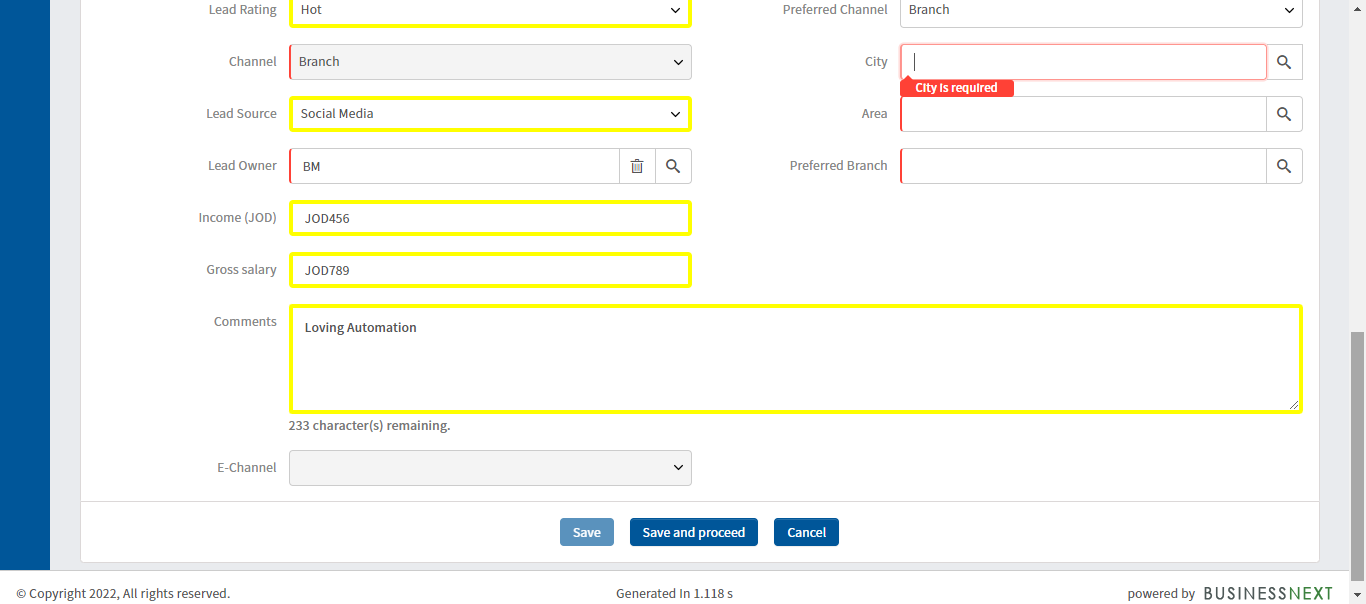 Lead Rating Hot Preferred Channel Branch
Channel Branch City
City is required
Lead Source Social Media Area
Lead Owner BM Preferred Branch
Income (JOD) JOD456
Gross salary JOD789
Comments Loving Automation
233 character(s) remaining.
E-Channel
Save Save and proceed Cancel
© Copyright 2022, All rights reserved. Generated In 1.118 s powered by BUSINESSNEXT